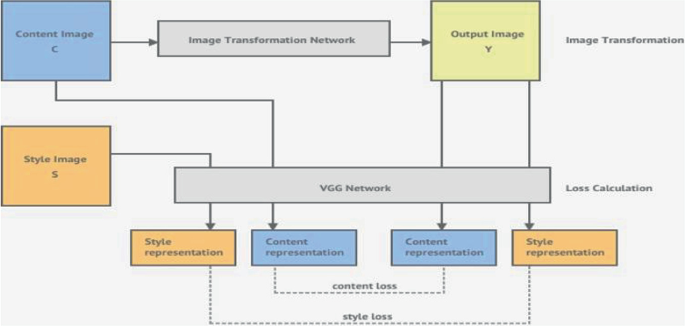 Content Image
C
Image Transformation Network
Output Image
Y
Image Transformation
Style Image
S
VGG Network
Loss Calculation
Style
representation
Content
representation
Content
representation
Style
representation
content loss
style loss